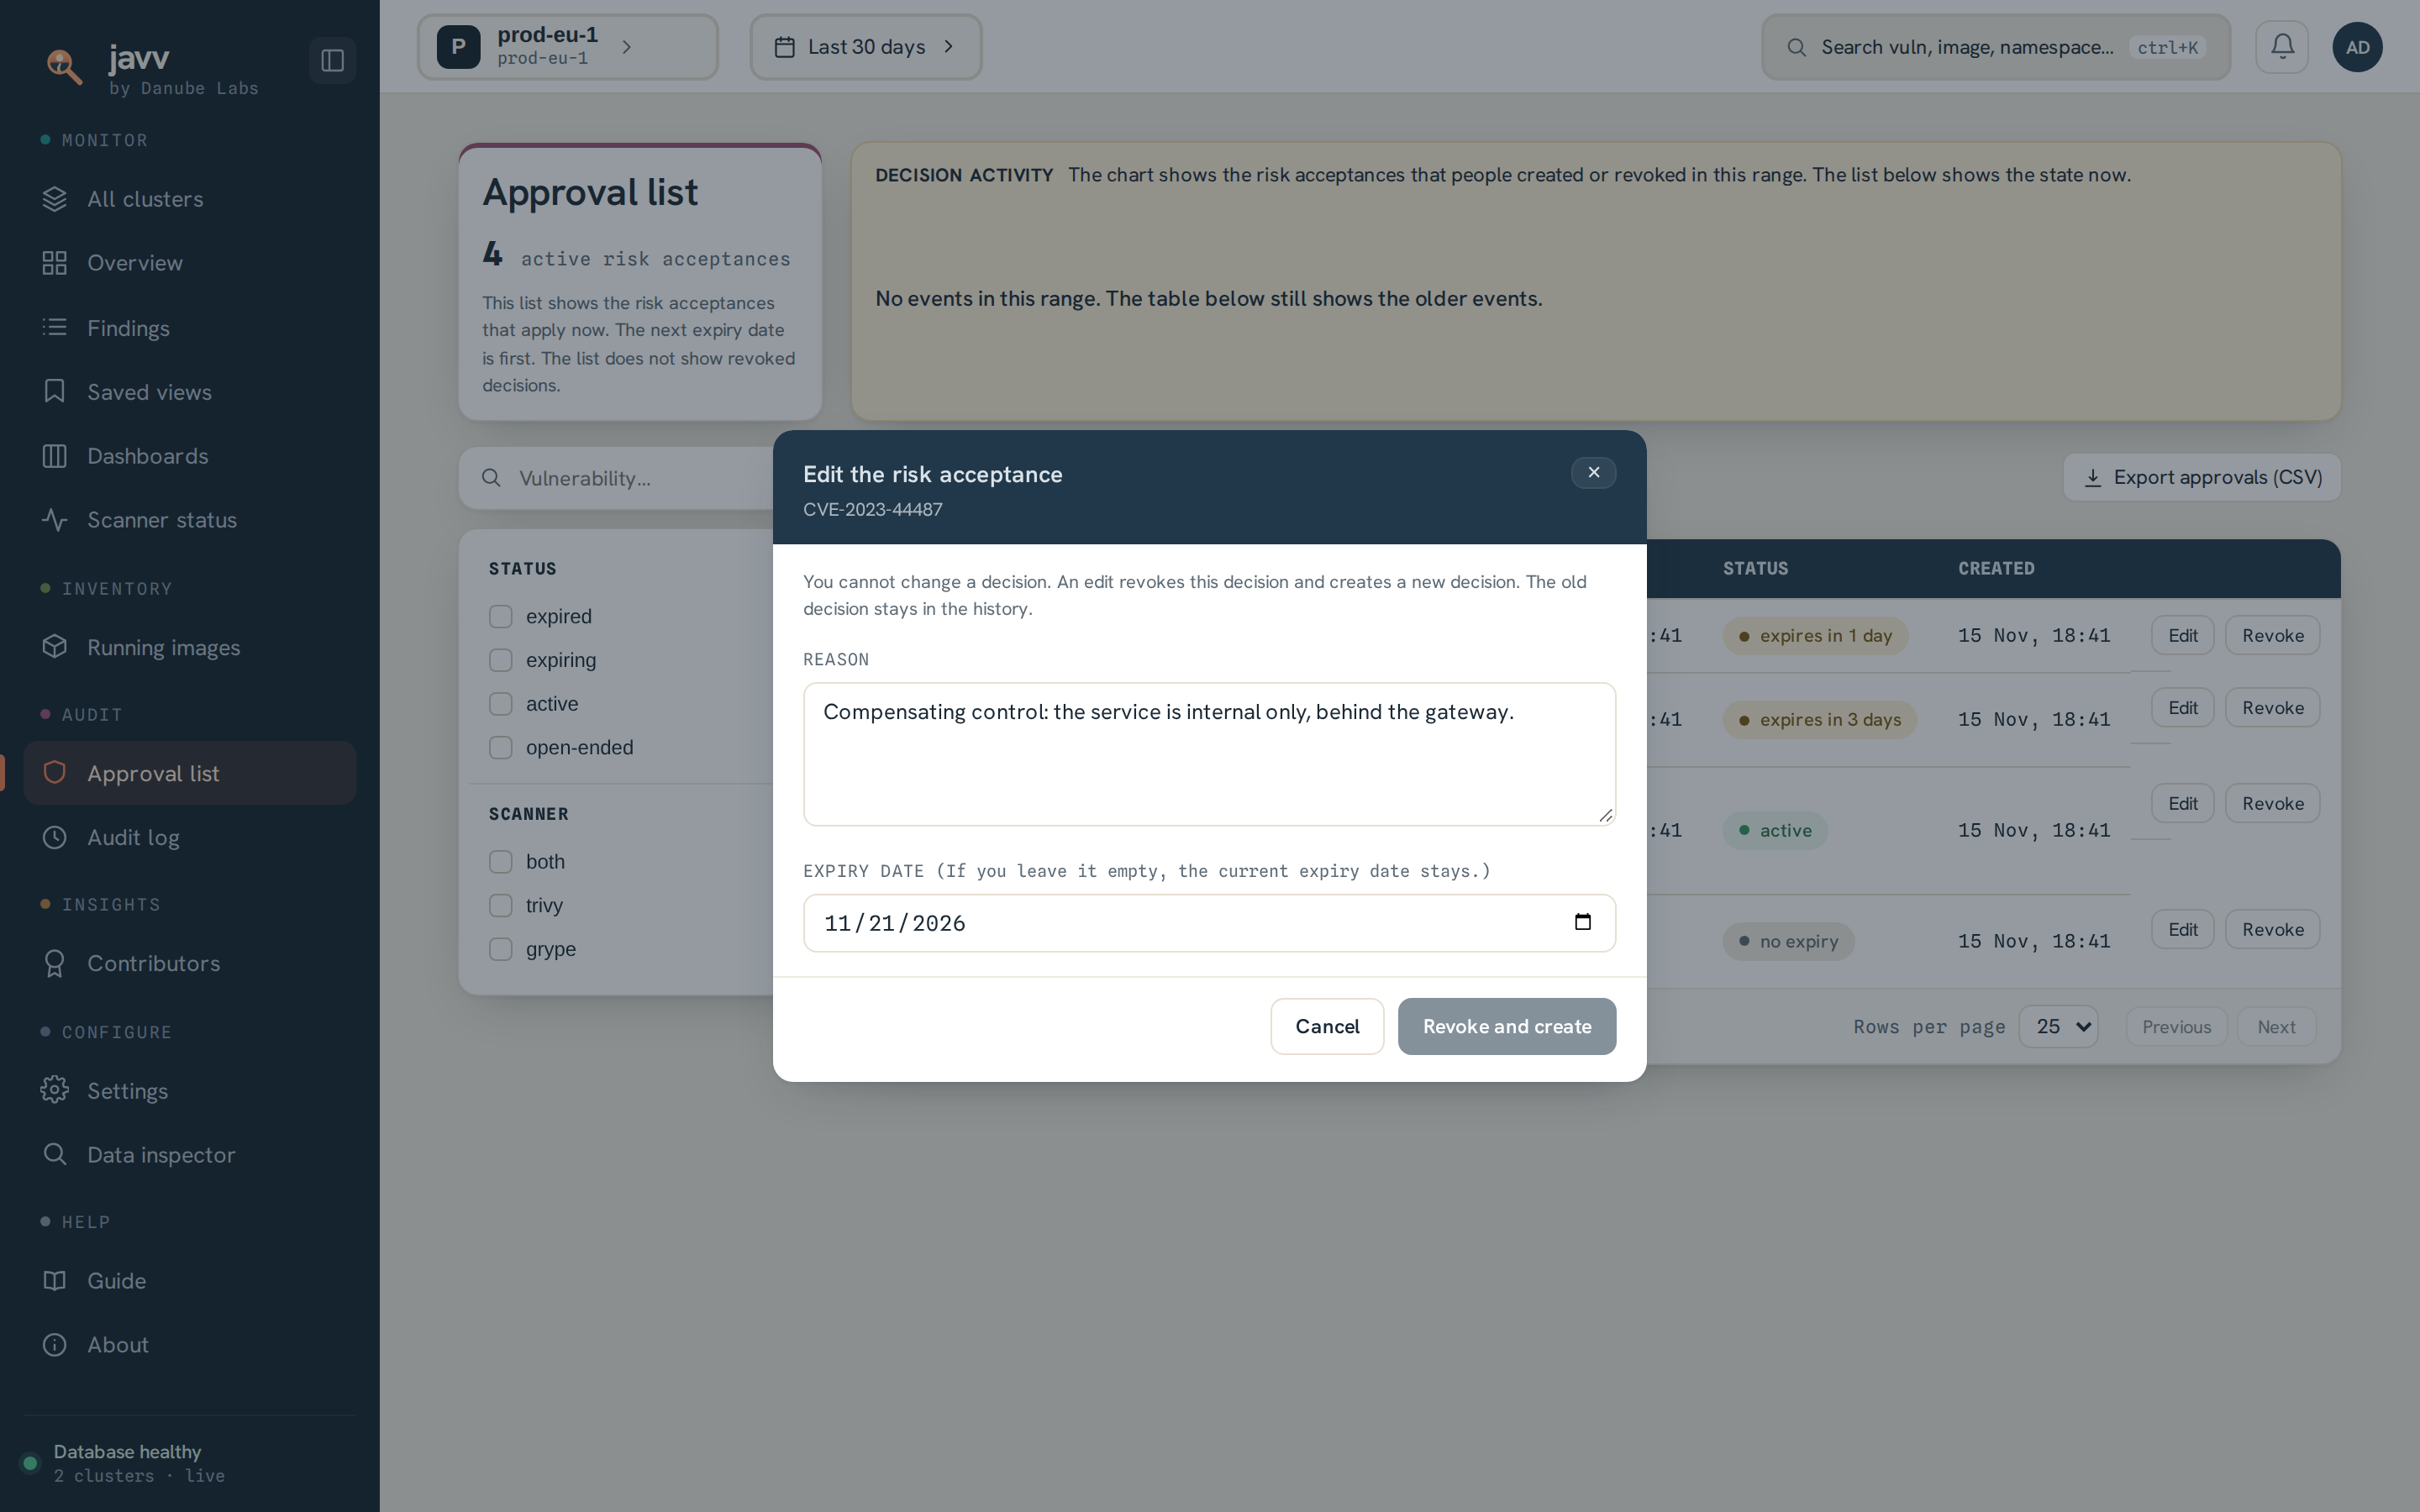 javv
by Danube Labs
MONITOR
All clusters
Overview
Findings
Saved views
Dashboards
Scanner status
INVENTORY
Running images
AUDIT
Approval list
Audit log
INSIGHTS
Contributors
CONFIGURE
Settings
Data inspector
HELP
Guide
About
Database healthy
2 clusters · live
P
prod-eu-1
prod-eu-1
Last 30 days
Search vuln, image, namespace...
ctrl+K
AD
Approval list
4 active risk acceptances
This list shows the risk acceptances
that apply now. The next expiry date
is first. The list does not show revoked
decisions.
DECISION ACTIVITY The chart shows the risk acceptances that people created or revoked in this range. The list below shows the state now.
No events in this range. The table below still shows the older events.
Vulnerability...
Export approvals (CSV)
STATUS
expired
expiring
active
open-ended
SCANNER
both
trivy
grype
Edit the risk acceptance
CVE-2023-44487
You cannot change a decision. An edit revokes this decision and creates a new decision. The old
decision stays in the history.
REASON
Compensating control: the service is internal only, behind the gateway.
EXPIRY DATE (If you leave it empty, the current expiry date stays.)
11/21/2026
Cancel
Revoke and create
STATUS CREATED
:41 expires in 1 day 15 Nov, 18:41 Edit Revoke
:41 expires in 3 days 15 Nov, 18:41 Edit Revoke
:41 active 15 Nov, 18:41 Edit Revoke
no expiry 15 Nov, 18:41 Edit Revoke
Rows per page 25 Previous Next